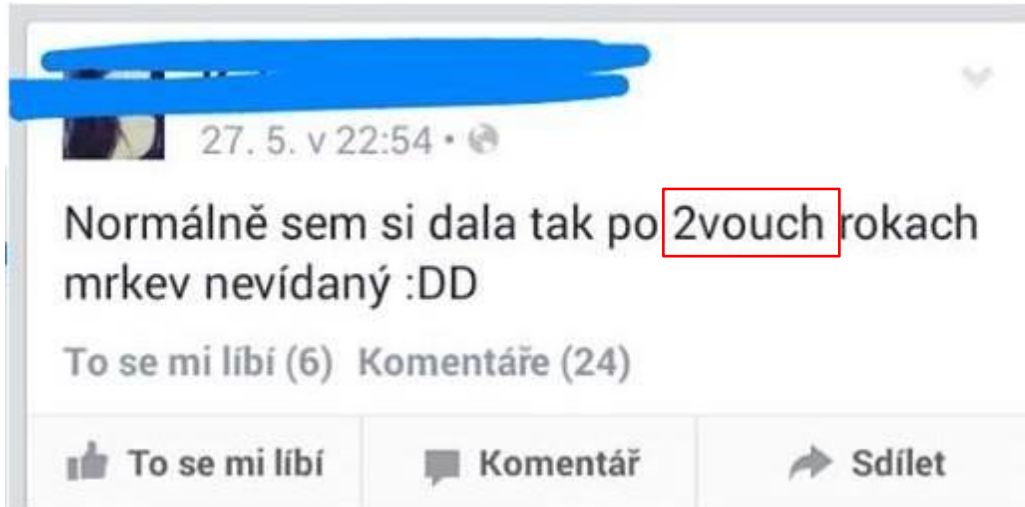 27. 5. v 22:54 •
Normálně sem si dala tak po 2vouch rokach
mrkev nevídaný :DD
To se mi líbí (6) Komentáře (24)
To se mi líbí Komentář Sdílet